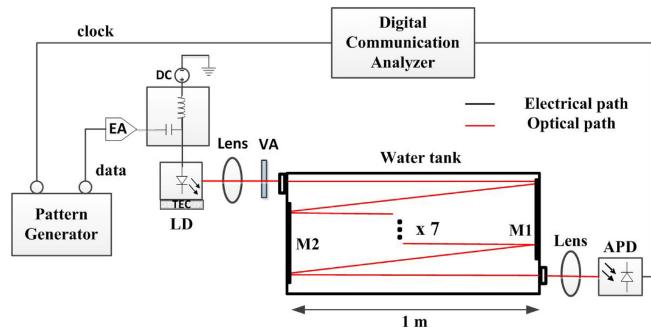 clock
Digital
Communication
Analyzer
DC
EA
data
Lens
VA
Electrical path
Optical path
Water tank
Pattern
Generator
TEC
LD
M2
x 7
M1
Lens
APD
1 m